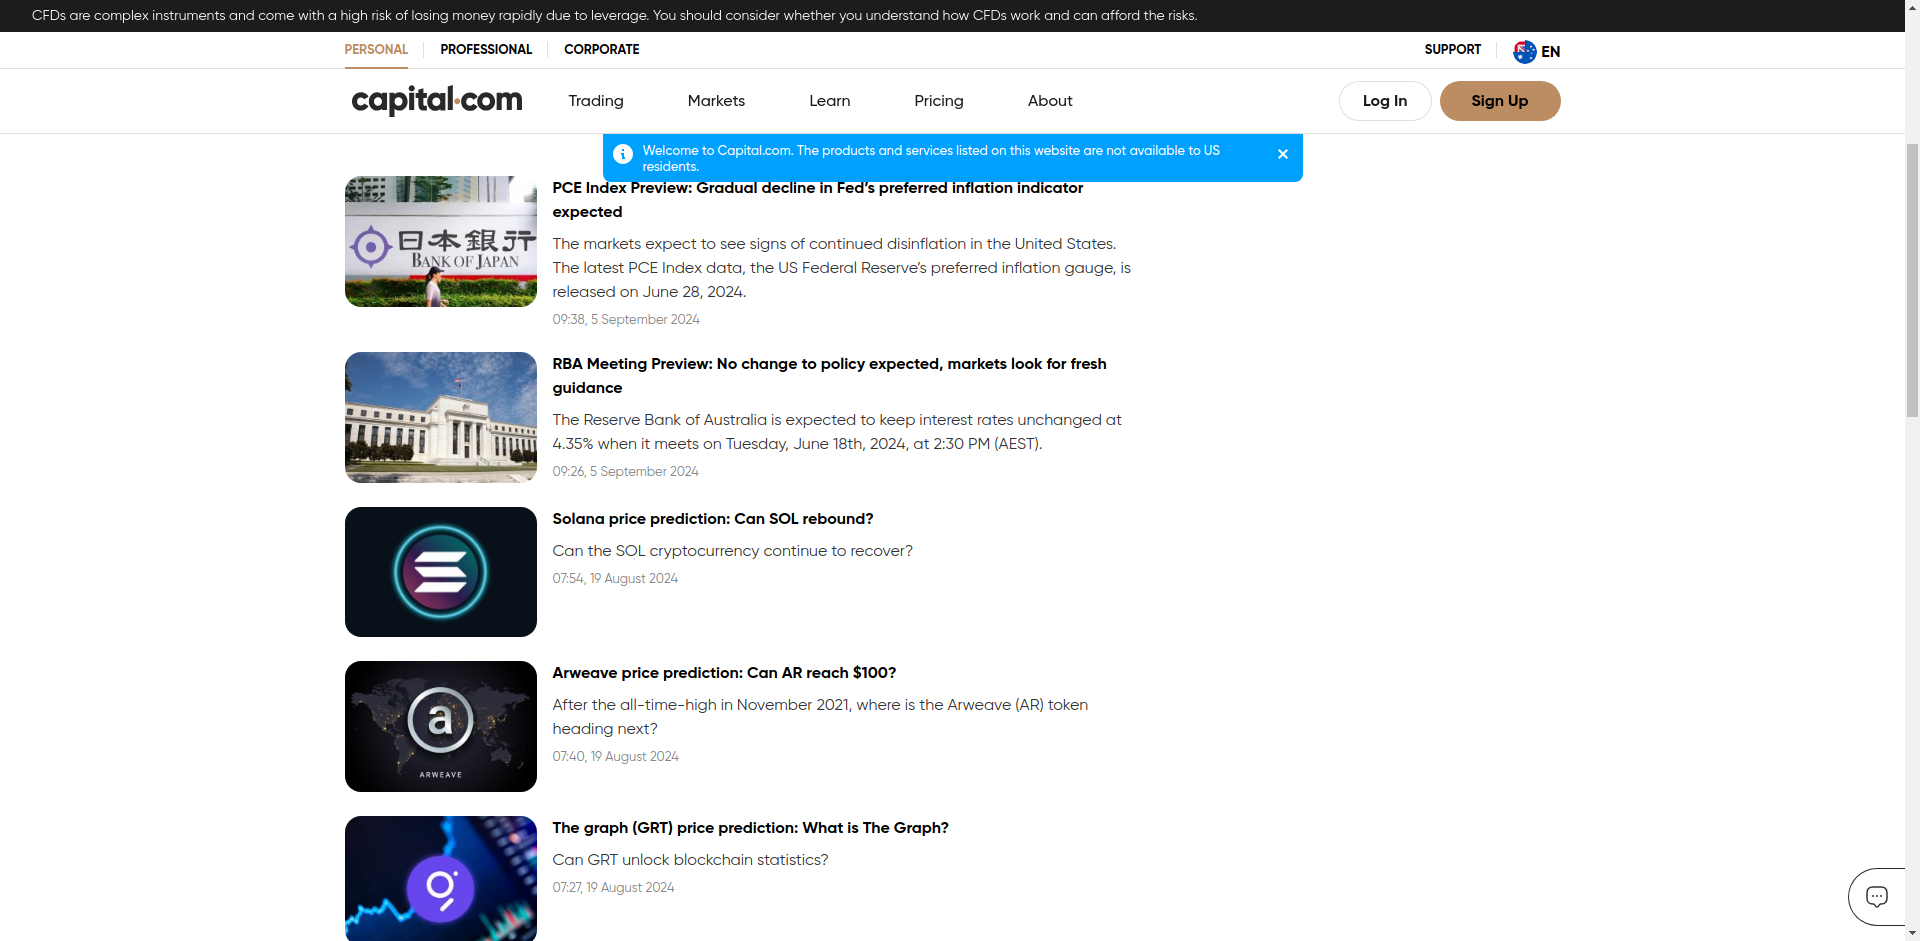 CFDs are complex instruments and come with a high risk of losing money rapidly due to leverage. You should consider whether you understand how CFDs work and can afford the risks.
PERSONAL
PROFESSIONAL
CORPORATE
SUPPORT
EN
capital.com
Trading
Markets
Learn
Pricing
About
Log In
Sign Up
Welcome to Capital.com. The products and services listed on this website are not available to US
residents.
日本銀行
BANK OF JAPAN
PCE Index Preview: Gradual decline in Fed’s preferred inflation indicator
expected
The markets expect to see signs of continued disinflation in the United States.
The latest PCE Index data, the US Federal Reserve’s preferred inflation gauge, is
released on June 28, 2024.
09:38, 5 September 2024
RBA Meeting Preview: No change to policy expected, markets look for fresh
guidance
The Reserve Bank of Australia is expected to keep interest rates unchanged at
4.35% when it meets on Tuesday, June 18th, 2024, at 2:30 PM (AEST).
09:26, 5 September 2024
Solana price prediction: Can SOL rebound?
Can the SOL cryptocurrency continue to recover?
07:54, 19 August 2024
a
ARWEAVE
Arweave price prediction: Can AR reach $100?
After the all-time-high in November 2021, where is the Arweave (AR) token
heading next?
07:40, 19 August 2024
The graph (GRT) price prediction: What is The Graph?
Can GRT unlock blockchain statistics?
07:27, 19 August 2024